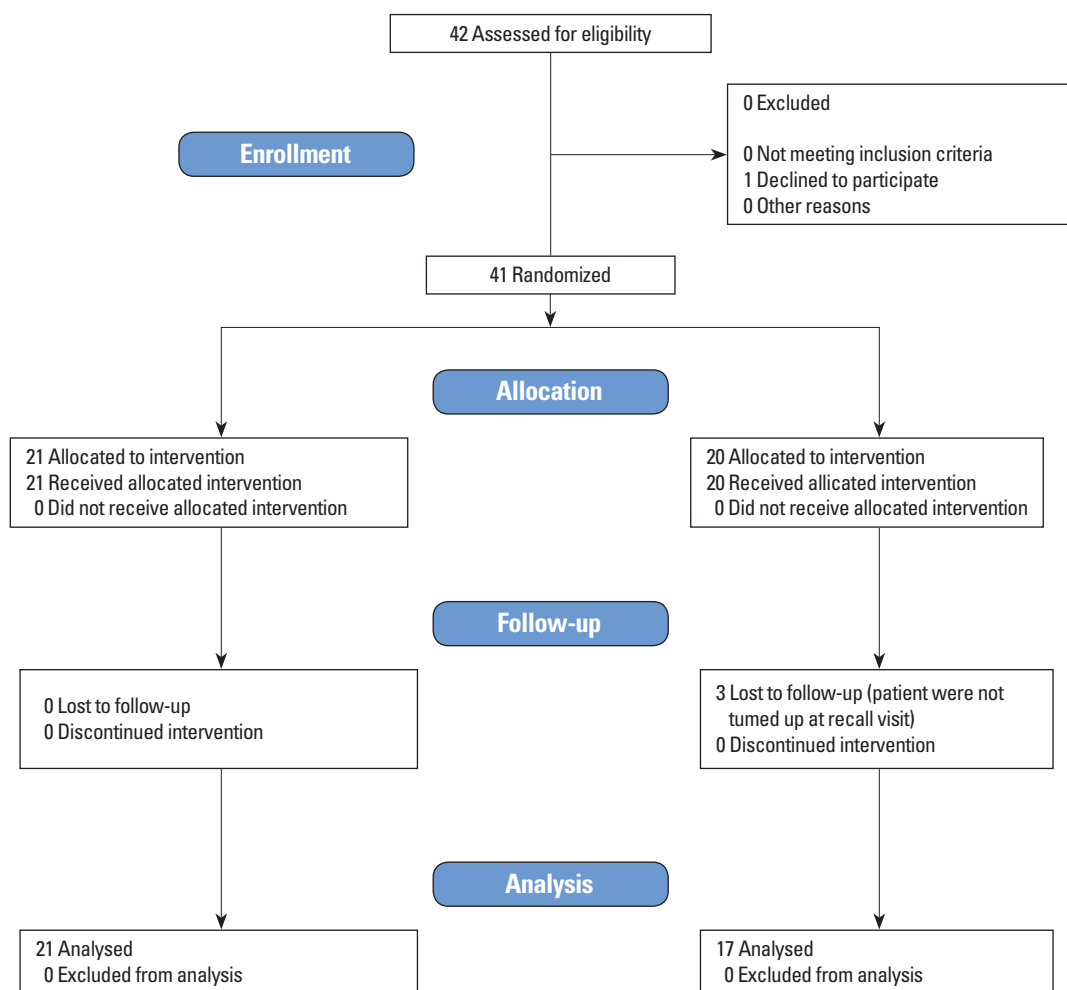 42 Assessed for eligibility
0 Excluded
0 Not meeting inclusion criteria
1 Declined to participate
0 Other reasons
Enrollment
41 Randomized
Allocation
21 Allocated to intervention
21 Received allocated intervention
0 Did not receive allocated intervention
20 Allocated to intervention
20 Received allicated intervention
0 Did not receive allocated intervention
Follow-up
0 Lost to follow-up
0 Discontinued intervention
3 Lost to follow-up (patient were not
tumed up at recall visit)
0 Discontinued intervention
Analysis
21 Analysed
0 Excluded from analysis
17 Analysed
0 Excluded from analysis